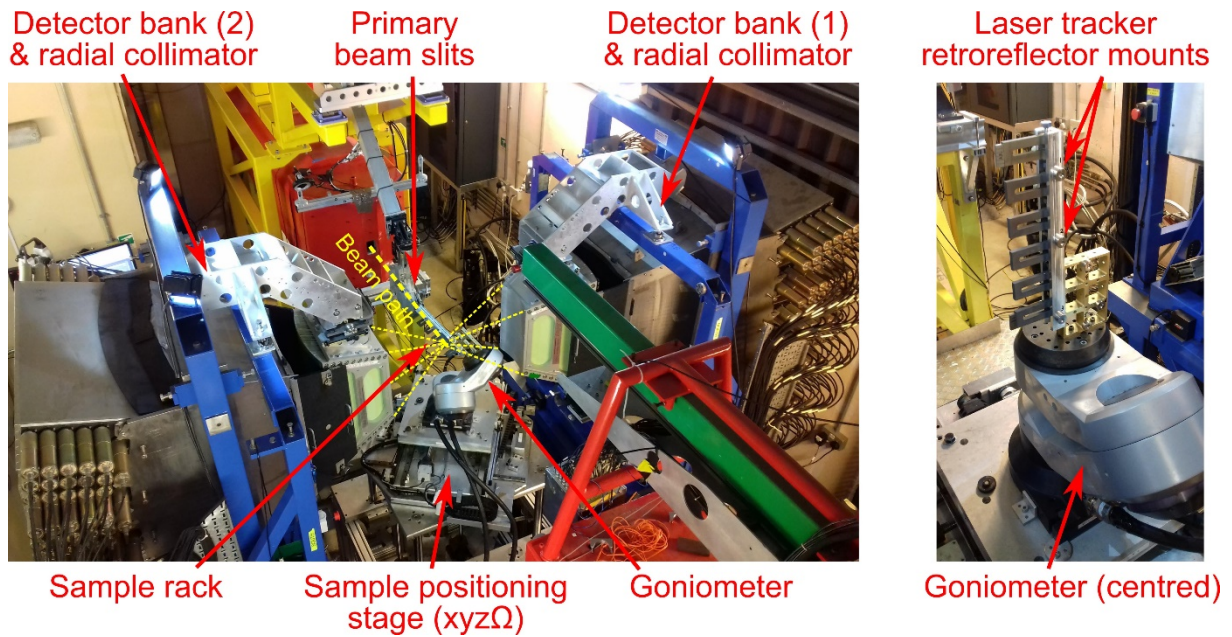 Detector bank (2)
& radial collimator
Primary
beam slits
Detector bank (1)
& radial collimator
Laser tracker
retroreflector mounts
Beam path
Sample rack
Sample positioning
stage (xyzΩ)
Goniometer
Goniometer (centred)